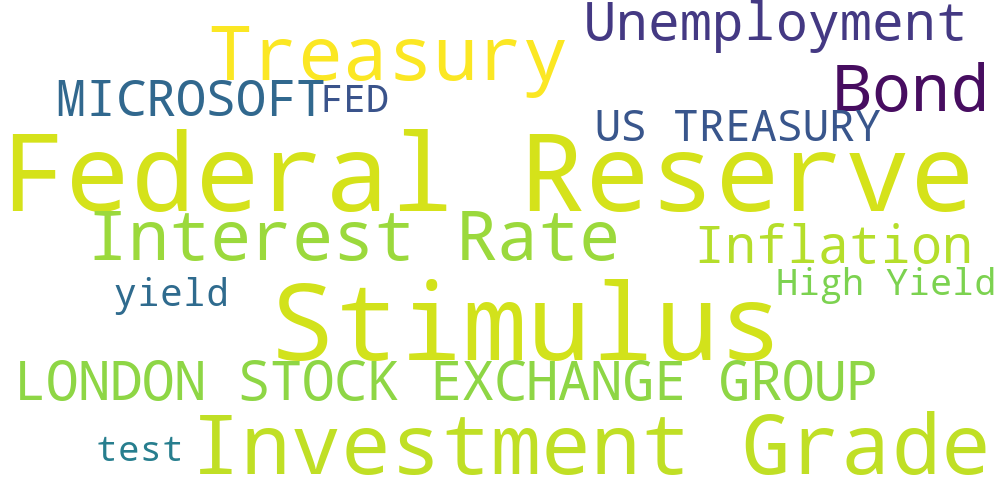 Unemployment
Treasury
Bond
MICROSOFT
FED
US TREASURY
Federal Reserve
Interest Rate
Inflation
High Yield
yield
Stimulus
LONDON STOCK EXCHANGE GROUP
Investment Grade
test